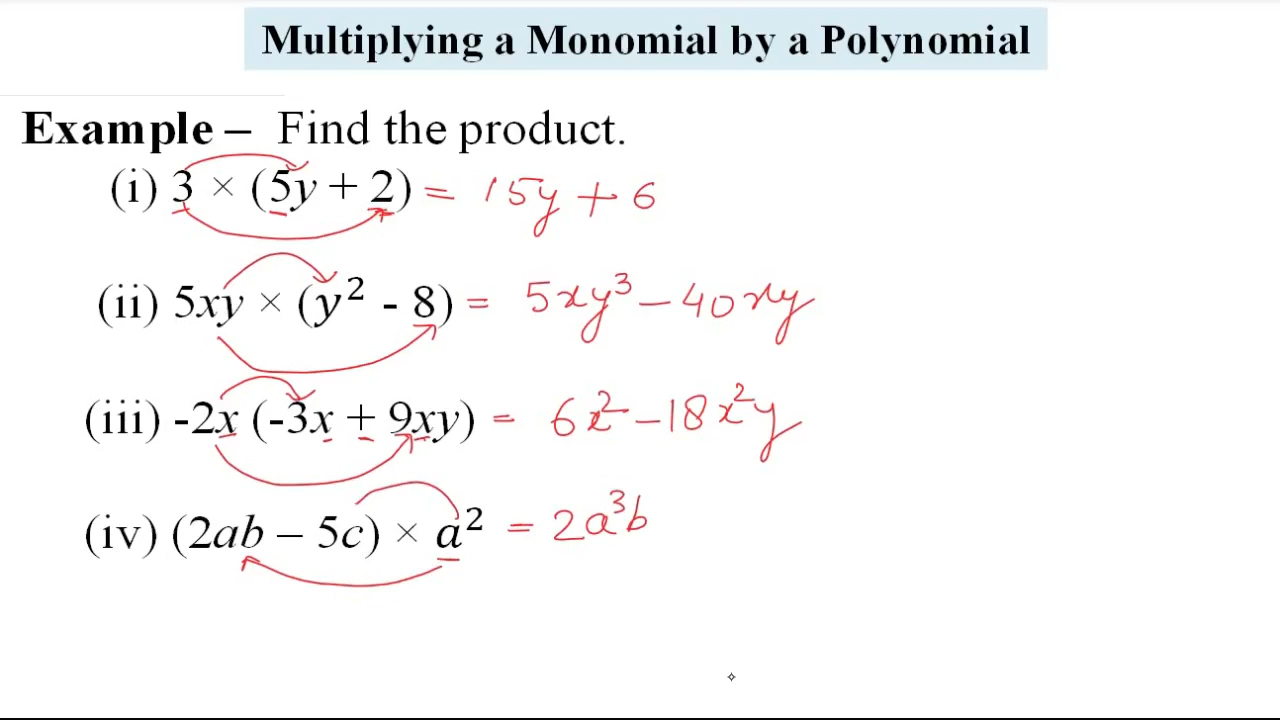 Multiplying a Monomial by a Polynomial
Example – Find the product.
(i) 3 × (5y + 2) = 15y + 6
(ii) 5xy × (y² - 8) = 5xy³ – 40xy
(iii) -2x (-3x + 9xy) = 6x² – 18x²y
(iv) (2ab – 5c) × a² = 2a³b